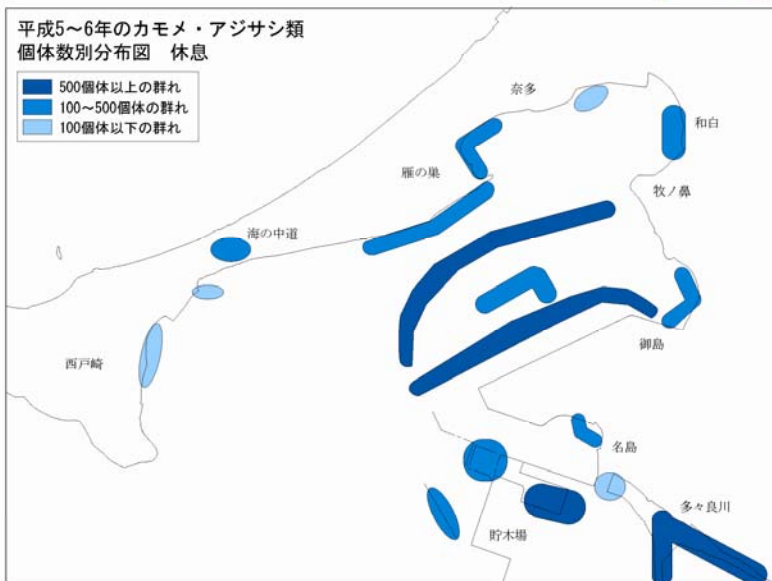 平成5~6年のカモメ・アジサシ類
個体数別分布図 休息
500個体以上の群れ
100~500個体の群れ
100個体以下の群れ
奈多
和白
雁の巣
牧ノ鼻
海の中道
西戸崎
御島
名島
多々良川
貯木場